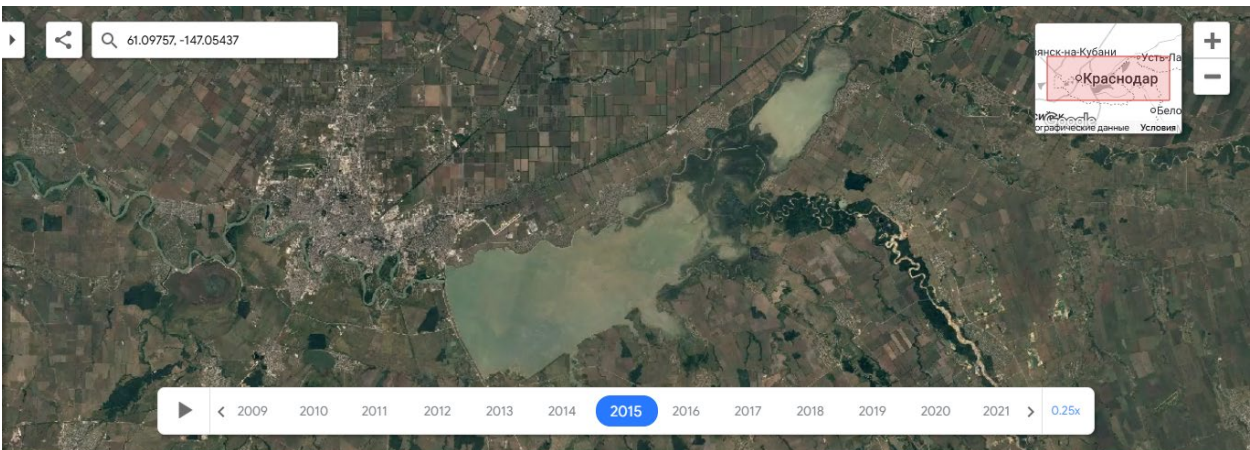 61.09757, -147.05437
янск-на-Кубани
Усть-Ла
Краснодар
Бело
Google
ографические данные Условия
2009 2010 2011 2012 2013 2014 2015 2016 2017 2018 2019 2020 2021 0.25x